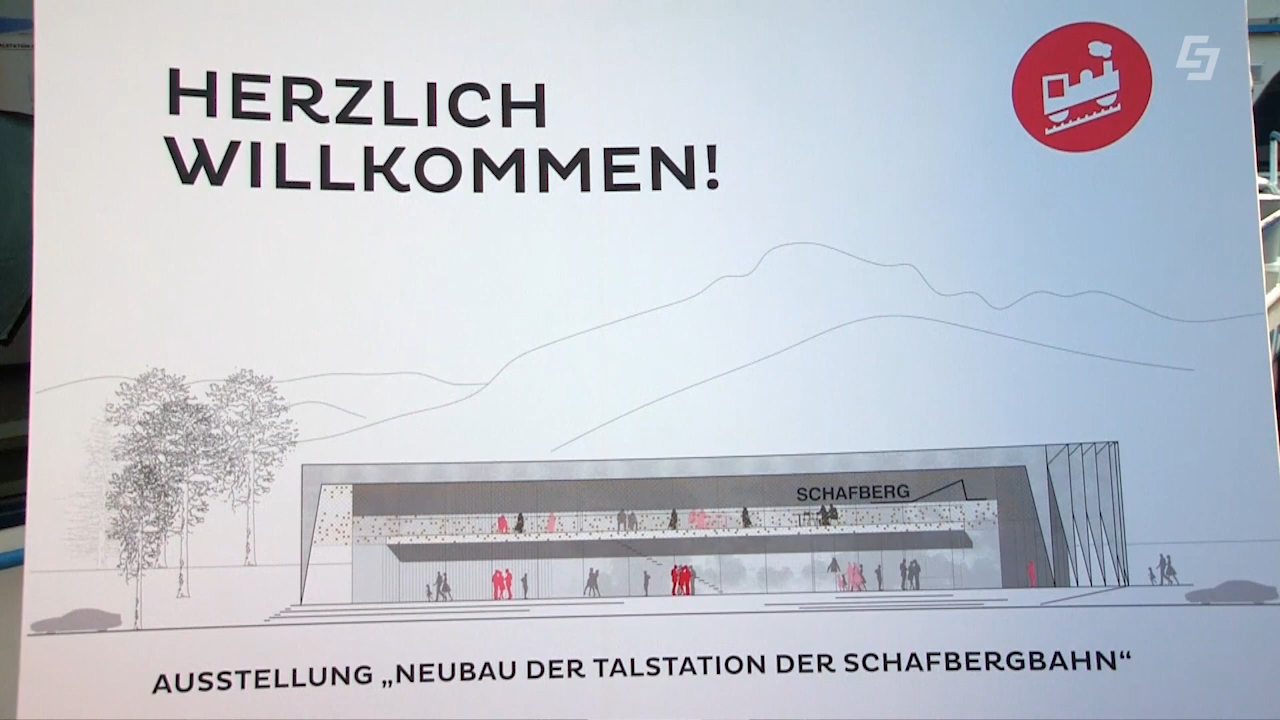 HERZLICH
WILLKOMMEN!
SCHAFBERG
AUSSTELLUNG „NEUBAU DER TALSTATION DER SCHAFBERGBAHN“